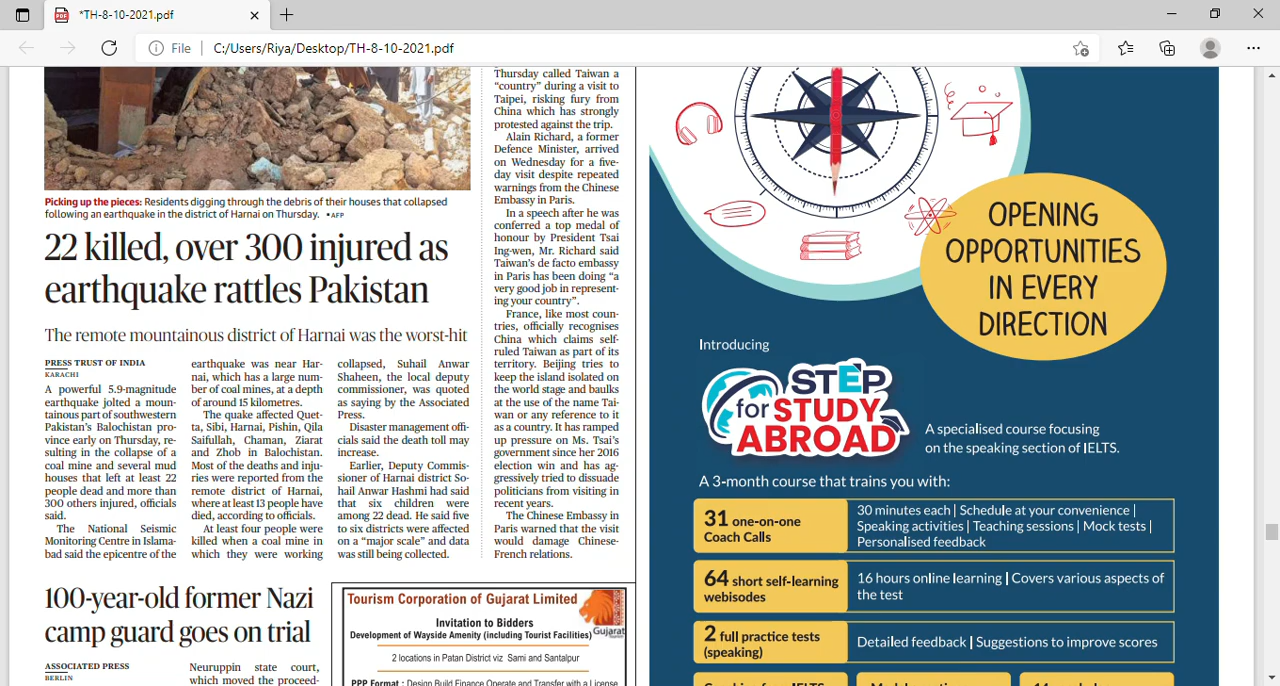 *TH-8-10-2021.pdf
File
C:/Users/Riya/Desktop/TH-8-10-2021.pdf
Picking up the pieces: Residents digging through the debris of their houses that collapsed
following an earthquake in the district of Harnai on Thursday. •AFP
22 killed, over 300 injured as
earthquake rattles Pakistan
The remote mountainous district of Harnai was the worst-hit
PRESS TRUST OF INDIA
KARACHI
A powerful 5.9-magnitude
earthquake jolted a moun-
tainous part of southwestern
Pakistan's Balochistan pro-
vince early on Thursday, re-
sulting in the collapse of a
coal mine and several mud
houses that left at least 22
people dead and more than
300 others injured, officials
said.
The National Seismic
Monitoring Centre in Islama-
bad said the epicentre of the
earthquake was near Har-
nai, which has a large num-
ber of coal mines, at a depth
of around 15 kilometres.
The quake affected Quet-
ta, Sibi, Harnai, Pishin, Qila
Saifullah, Chaman, Ziarat
and Zhob in Balochistan.
Most of the deaths and inju-
ries were reported from the
remote district of Harnai,
where at least 13 people have
died, according to officials.
At least four people were
killed when a coal mine in
which they were working
collapsed, Suhail Anwar
Shaheen, the local deputy
commissioner, was quoted
as saying by the Associated
Press.
Disaster management offi-
cials said the death toll may
increase.
Earlier, Deputy Commis-
sioner of Harnai district So-
hail Anwar Hashmi had said
that six children were
among 22 dead. He said five
to six districts were affected
on a "major scale" and data
was still being collected.
Thursday called Taiwan a
"country" during a visit to
Taipei, risking fury from
China which has strongly
protested against the trip.
Alain Richard, a former
Defence Minister, arrived
on Wednesday for a five-
day visit despite repeated
warnings from the Chinese
Embassy in Paris.
In a speech after he was
conferred a top medal of
honour by President Tsai
Ing-wen, Mr. Richard said
Taiwan's de facto embassy
in Paris has been doing "a
very good job in represent-
ing your country".
France, like most coun-
tries, officially recognises
China which claims self-
ruled Taiwan as part of its
territory. Beijing tries to
keep the island isolated on
the world stage and baulks
at the use of the name Tai-
wan or any reference to it
as a country. It has ramped
up pressure on Ms. Tsai's
government since her 2016
election win and has ag-
gressively tried to dissuade
politicians from visiting in
recent years.
The Chinese Embassy in
Paris warned that the visit
would damage Chinese-
French relations.
100-year-old former Nazi
camp guard goes on trial
ASSOCIATED PRESS
BERLIN
Neuruppin state court,
which moved the proceed-
Tourism Corporation of Gujarat Limited
Gujarat
Invitation to Bidders
Development of Wayside Amenity (including Tourist Facilities)
2 locations in Patan District viz Sami and Santalpur
PPP Format : Design Build Finance Operate and Transfer with a License
OPENING
OPPORTUNITIES
IN EVERY
DIRECTION
Introducing
STEP
for STUDY
ABROAD
A specialised course focusing
on the speaking section of IELTS.
A 3-month course that trains you with:
31 one-on-one
Coach Calls
30 minutes each | Schedule at your convenience |
Speaking activities | Teaching sessions | Mock tests |
Personalised feedback
64 short self-learning
webisodes
16 hours online learning | Covers various aspects of
the test
2 full practice tests
(speaking)
Detailed feedback | Suggestions to improve scores